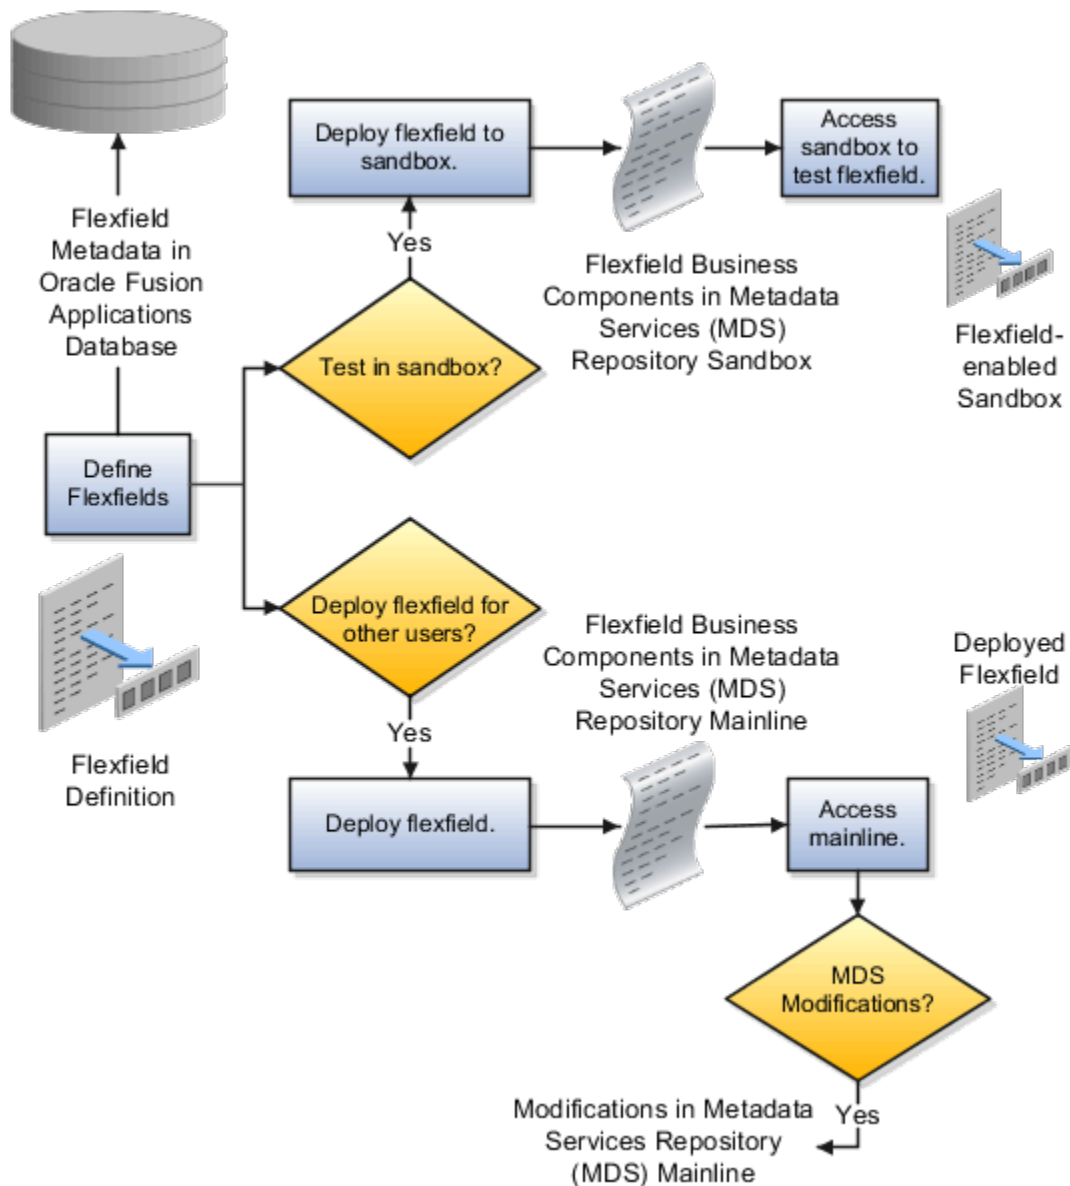 Deploy flexfield to
sandbox.
Access
sandbox to
test flexfield.
Flexfield
Metadata in
Oracle Fusion
Applications
Database
Yes
Flexfield Business
Components in Metadata
Services (MDS)
Repository Sandbox
Flexfield-
enabled
Sandbox
Test in sandbox?
Define
Flexfields
Deploy flexfield for
other users?
Flexfield Business
Components in Metadata
Services (MDS)
Repository Mainline
Deployed
Flexfield
Yes
Flexfield
Definition
Deploy flexfield.
Access
mainline.
MDS
Modifications?
Yes
Modifications in Metadata
Services Repository
(MDS) Mainline